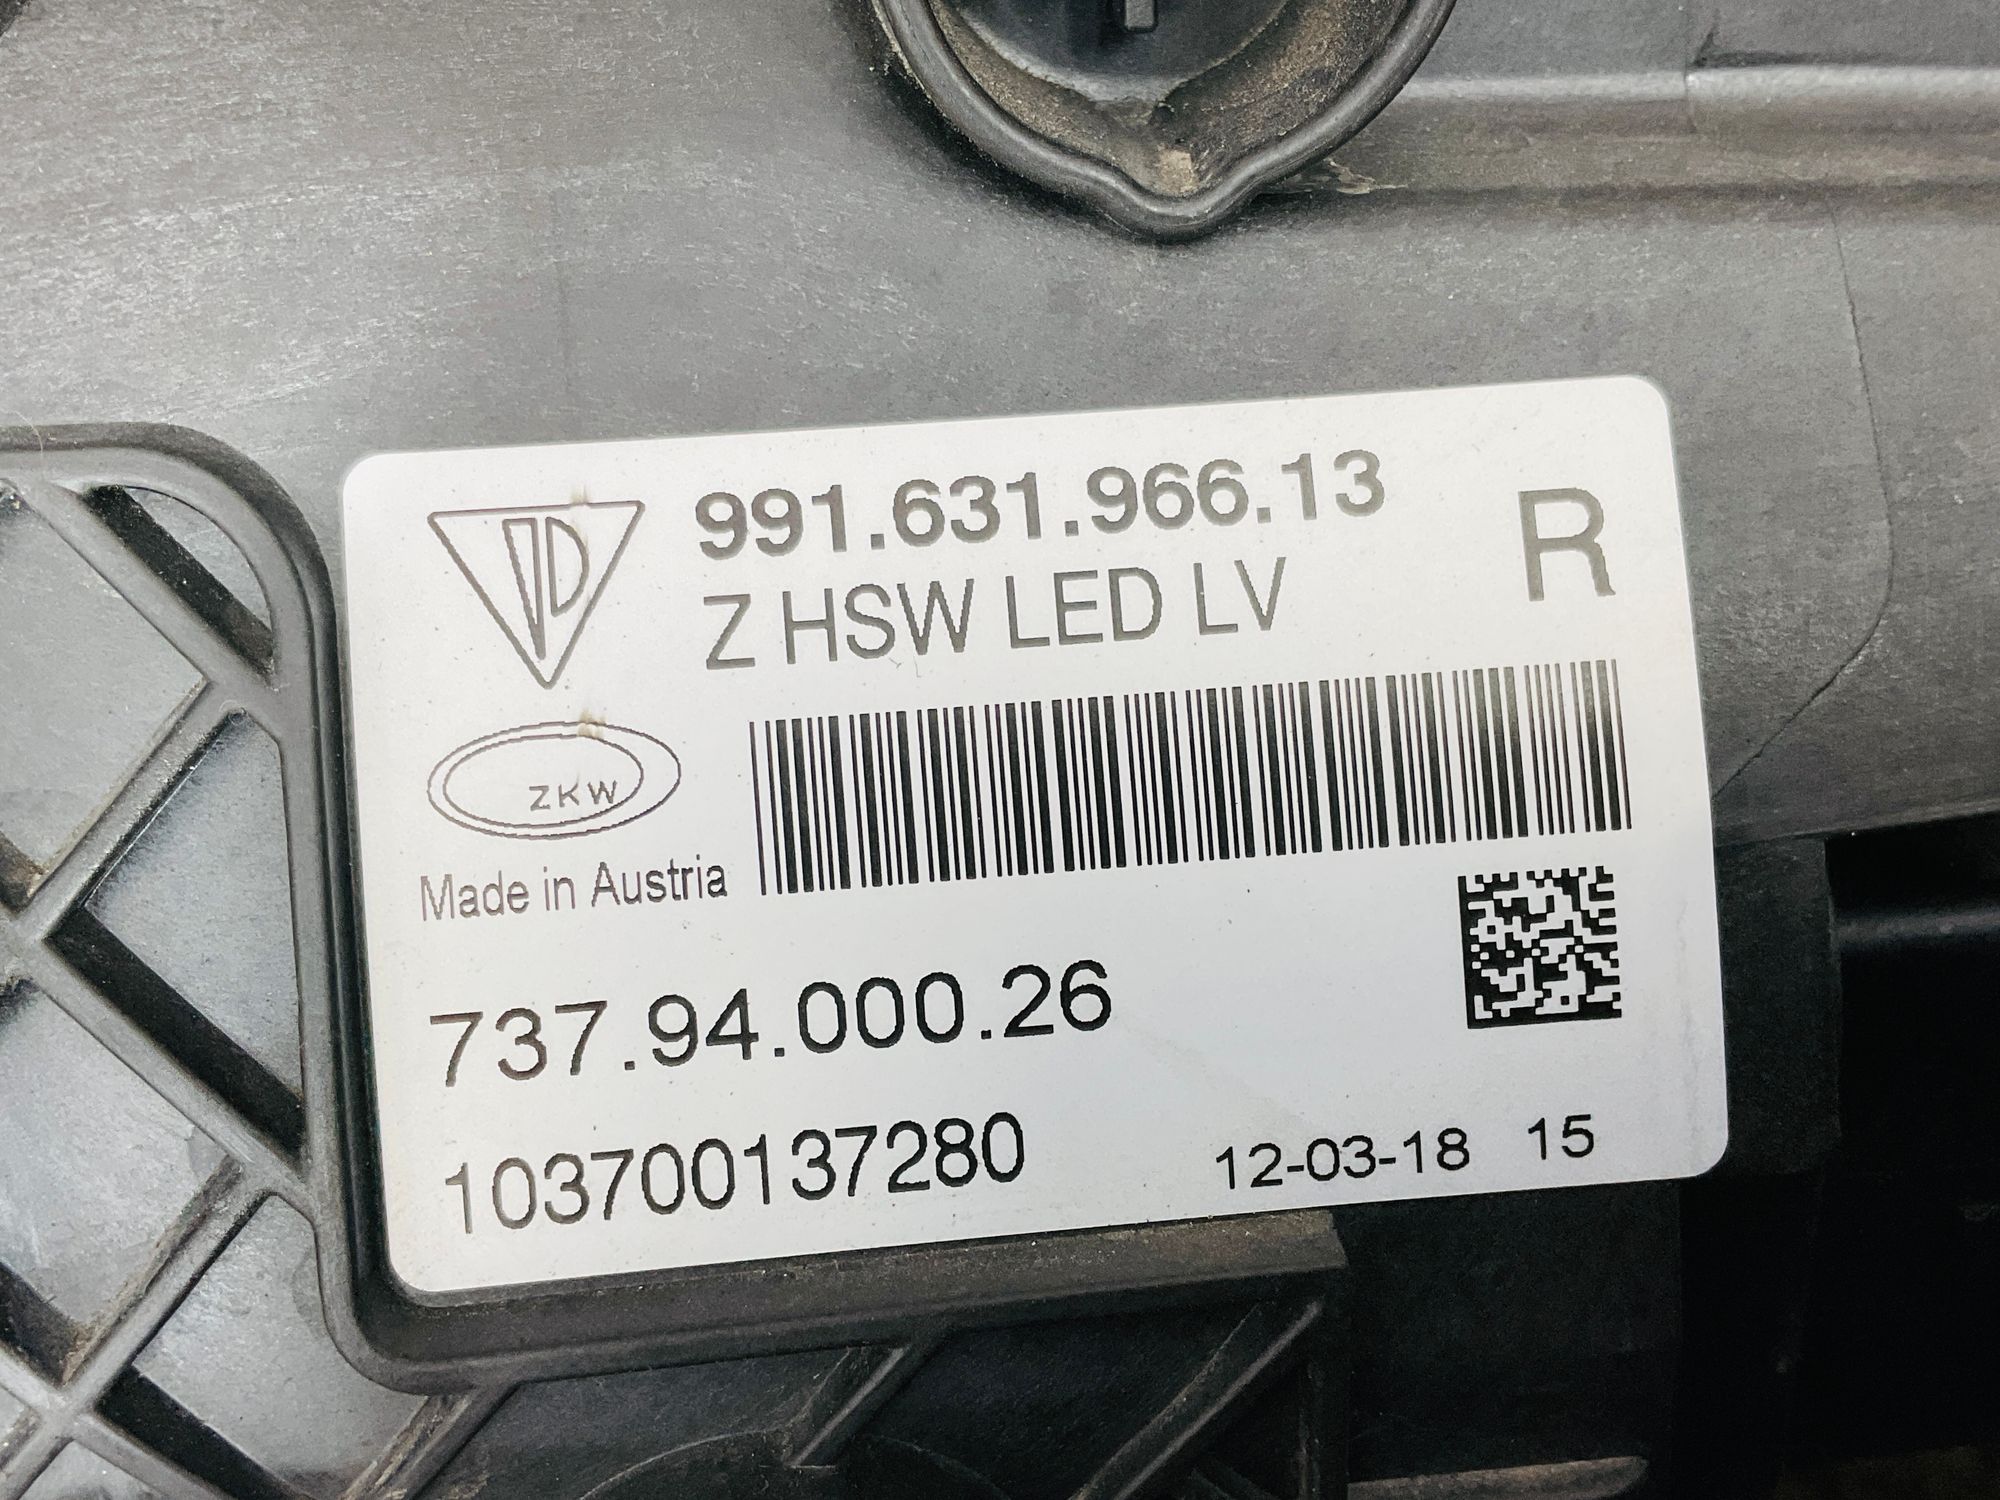 991.631.966.13
R
Z HSW LED LV
ZKW
Made in Austria
737.94.000.26
103700137280
12-03-18 15